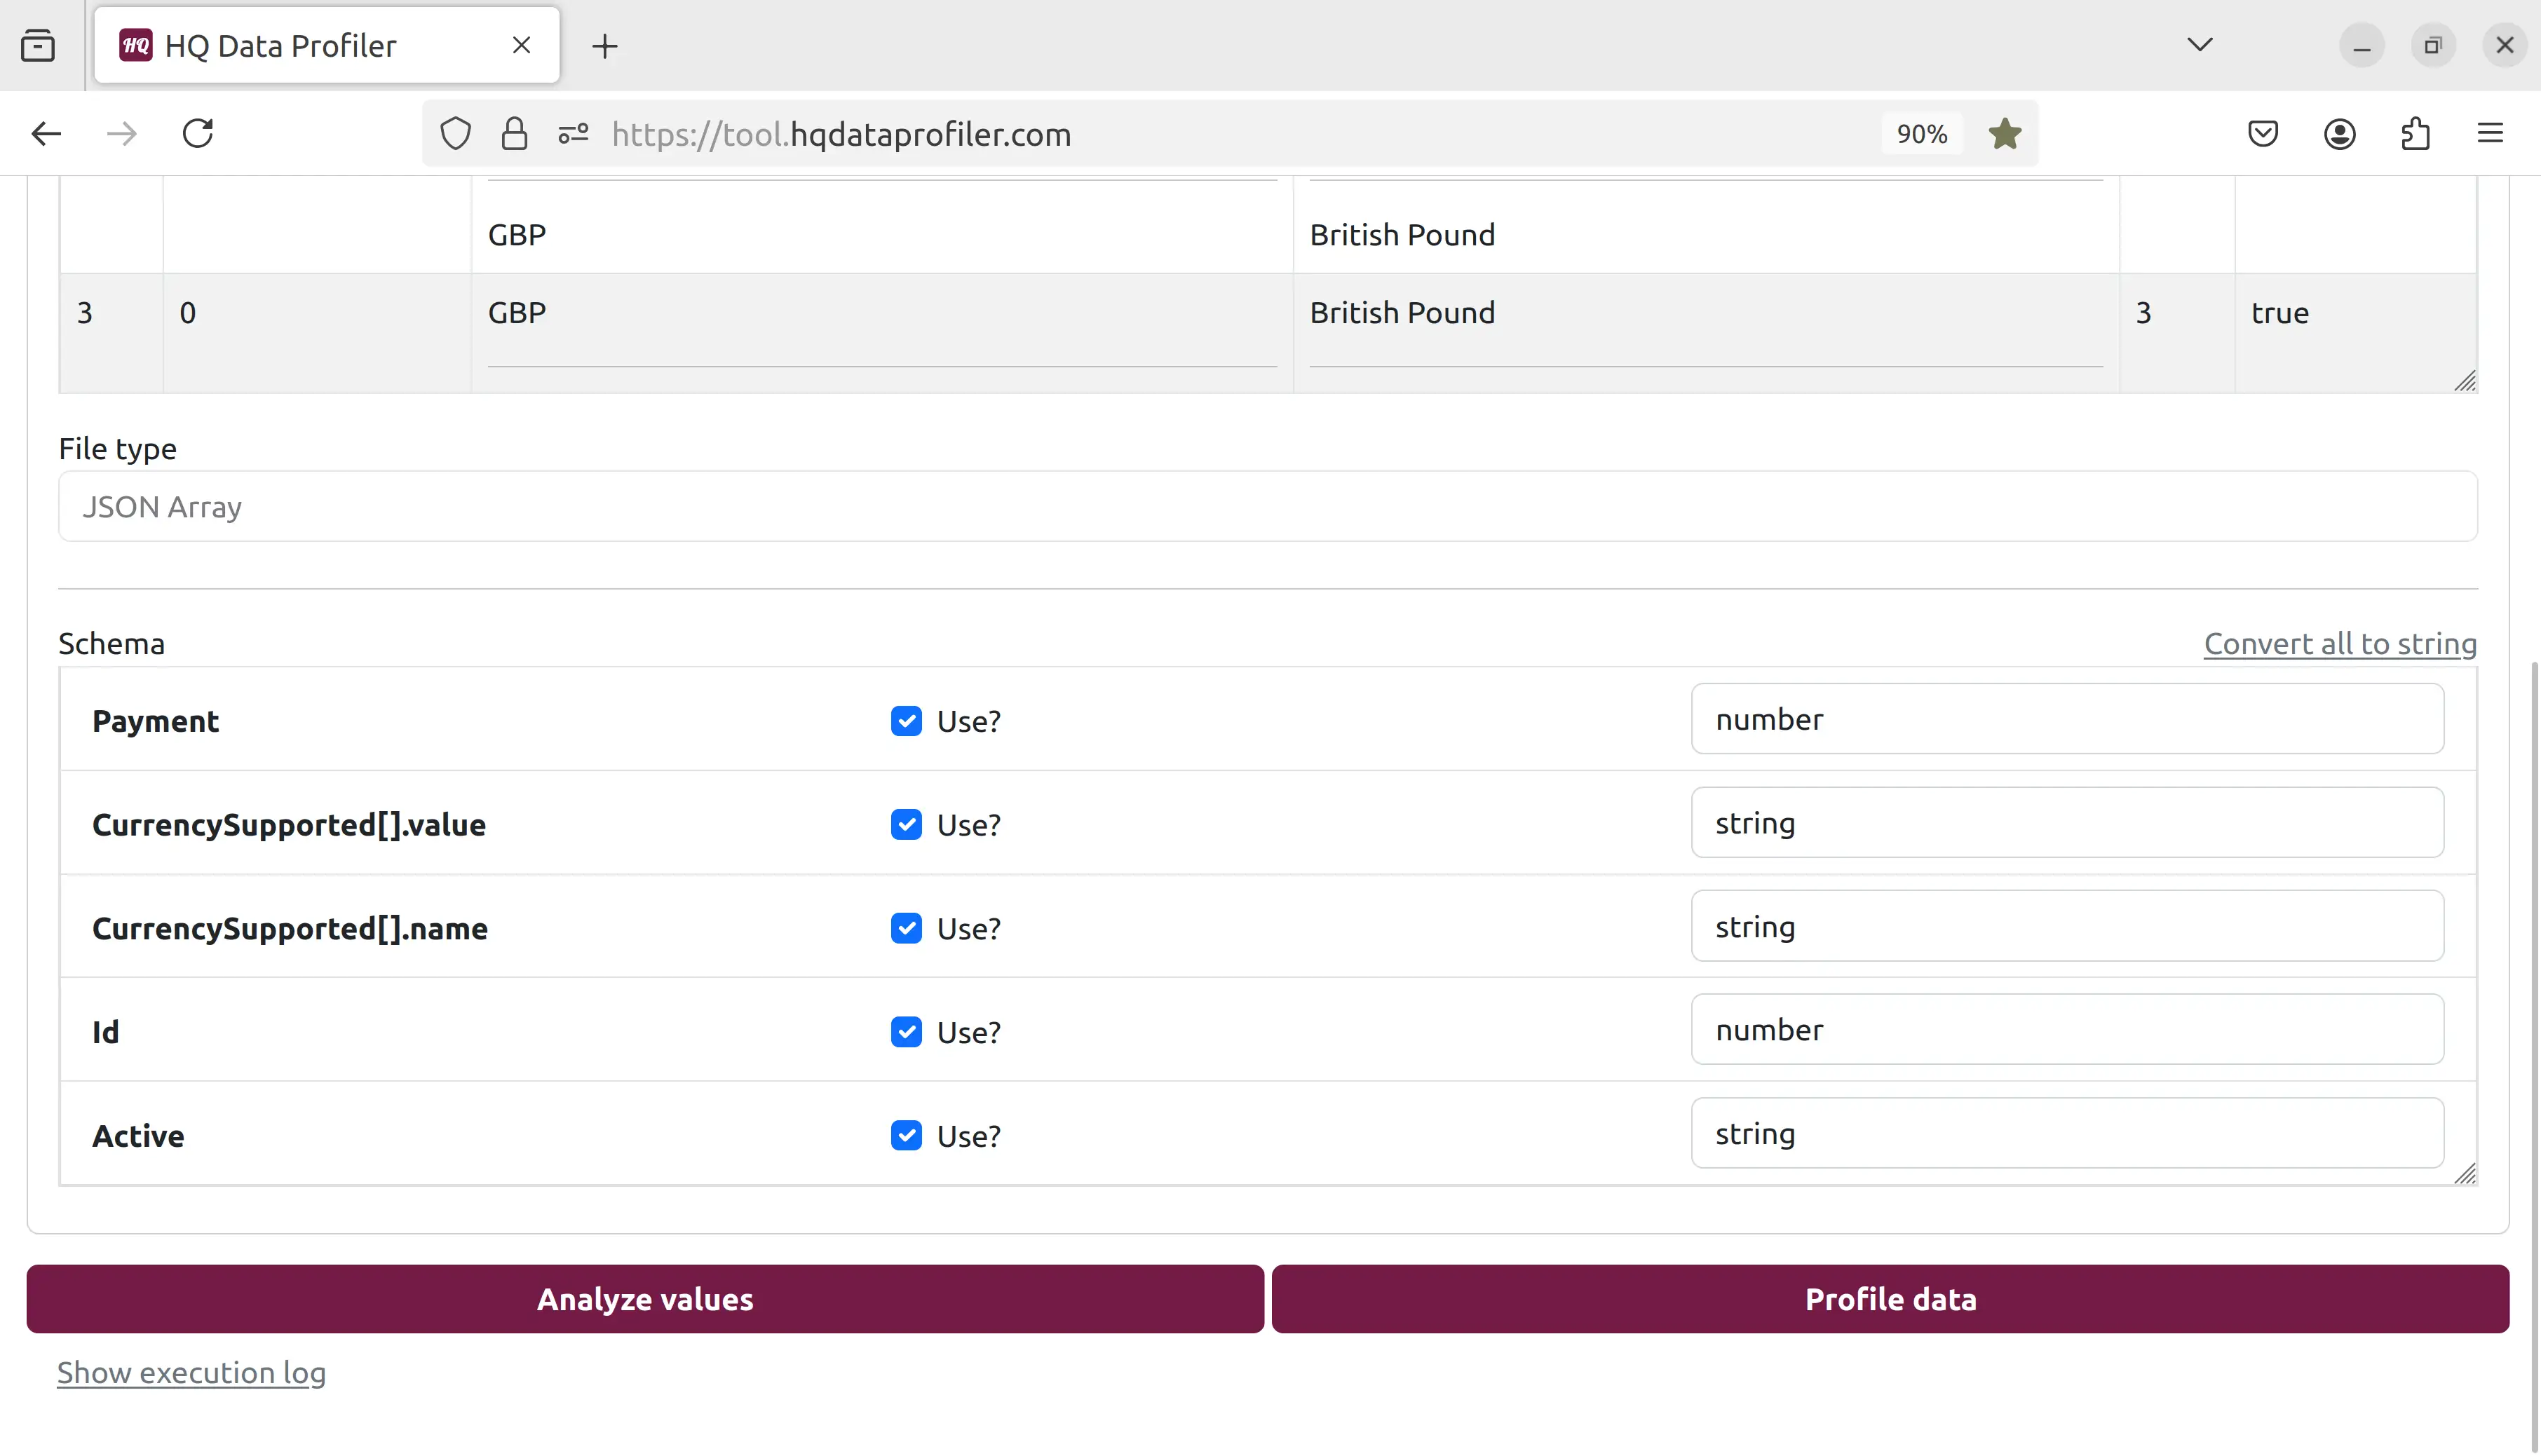 HQ HQ Data Profiler
https://tool.hqdataprofiler.com 90%
GBP British Pound
3 0 GBP British Pound 3 true
File type
JSON Array
Schema Convert all to string
Payment Use? number
CurrencySupported[].value Use? string
CurrencySupported[].name Use? string
Id Use? number
Active Use? string
Analyze values Profile data
Show execution log